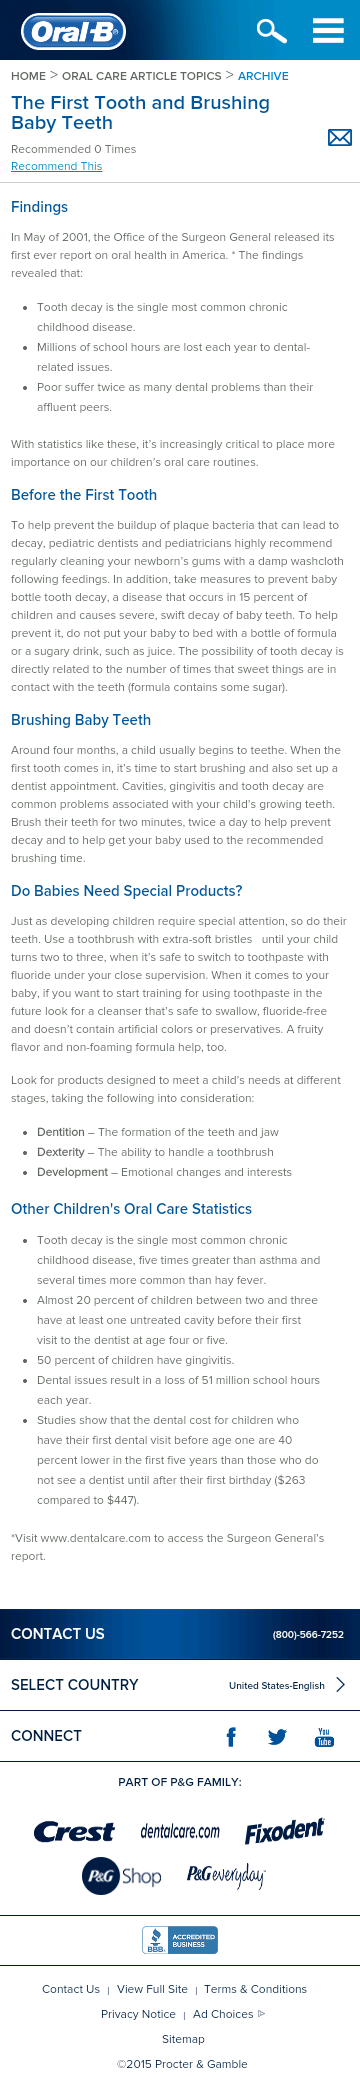 Oral-B®
HOME > ORAL CARE ARTICLE TOPICS > ARCHIVE
The First Tooth and Brushing
Baby Teeth
Recommended 0 Times
Recommend This
Findings
In May of 2001, the Office of the Surgeon General released its
first ever report on oral health in America. * The findings
revealed that:
• Tooth decay is the single most common chronic
childhood disease.
• Millions of school hours are lost each year to dental-
related issues.
• Poor suffer twice as many dental problems than their
affluent peers.
With statistics like these, it's increasingly critical to place more
importance on our children's oral care routines.
Before the First Tooth
To help prevent the buildup of plaque bacteria that can lead to
decay, pediatric dentists and pediatricians highly recommend
regularly cleaning your newborn's gums with a damp washcloth
following feedings. In addition, take measures to prevent baby
bottle tooth decay, a disease that occurs in 15 percent of
children and causes severe, swift decay of baby teeth. To help
prevent it, do not put your baby to bed with a bottle of formula
or a sugary drink, such as juice. The possibility of tooth decay is
directly related to the number of times that sweet things are in
contact with the teeth (formula contains some sugar).
Brushing Baby Teeth
Around four months, a child usually begins to teethe. When the
first tooth comes in, it's time to start brushing and also set up a
dentist appointment. Cavities, gingivitis and tooth decay are
common problems associated with your child's growing teeth.
Brush their teeth for two minutes, twice a day to help prevent
decay and to help get your baby used to the recommended
brushing time.
Do Babies Need Special Products?
Just as developing children require special attention, so do their
teeth. Use a toothbrush with extra-soft bristles until your child
turns two to three, when it's safe to switch to toothpaste with
fluoride under your close supervision. When it comes to your
baby, if you want to start training for using toothpaste in the
future look for a cleanser that's safe to swallow, fluoride-free
and doesn't contain artificial colors or preservatives. A fruity
flavor and non-foaming formula help, too.
Look for products designed to meet a child's needs at different
stages, taking the following into consideration:
• Dentition – The formation of the teeth and jaw
• Dexterity – The ability to handle a toothbrush
• Development – Emotional changes and interests
Other Children's Oral Care Statistics
• Tooth decay is the single most common chronic
childhood disease, five times greater than asthma and
several times more common than hay fever.
• Almost 20 percent of children between two and three
have at least one untreated cavity before their first
visit to the dentist at age four or five.
• 50 percent of children have gingivitis.
• Dental issues result in a loss of 51 million school hours
each year.
• Studies show that the dental cost for children who
have their first dental visit before age one are 40
percent lower in the first five years than those who do
not see a dentist until after their first birthday ($263
compared to $447).
*Visit www.dentalcare.com to access the Surgeon General's
report.
CONTACT US (800)-566-7252
SELECT COUNTRY United States-English
CONNECT You Tube
PART OF P&G FAMILY:
Crest dentalcare.com Fixodent
P&G Shop P&G everyday
BBB. ACCREDITED BUSINESS
Contact Us | View Full Site | Terms & Conditions
Privacy Notice | Ad Choices
Sitemap
©2015 Procter & Gamble